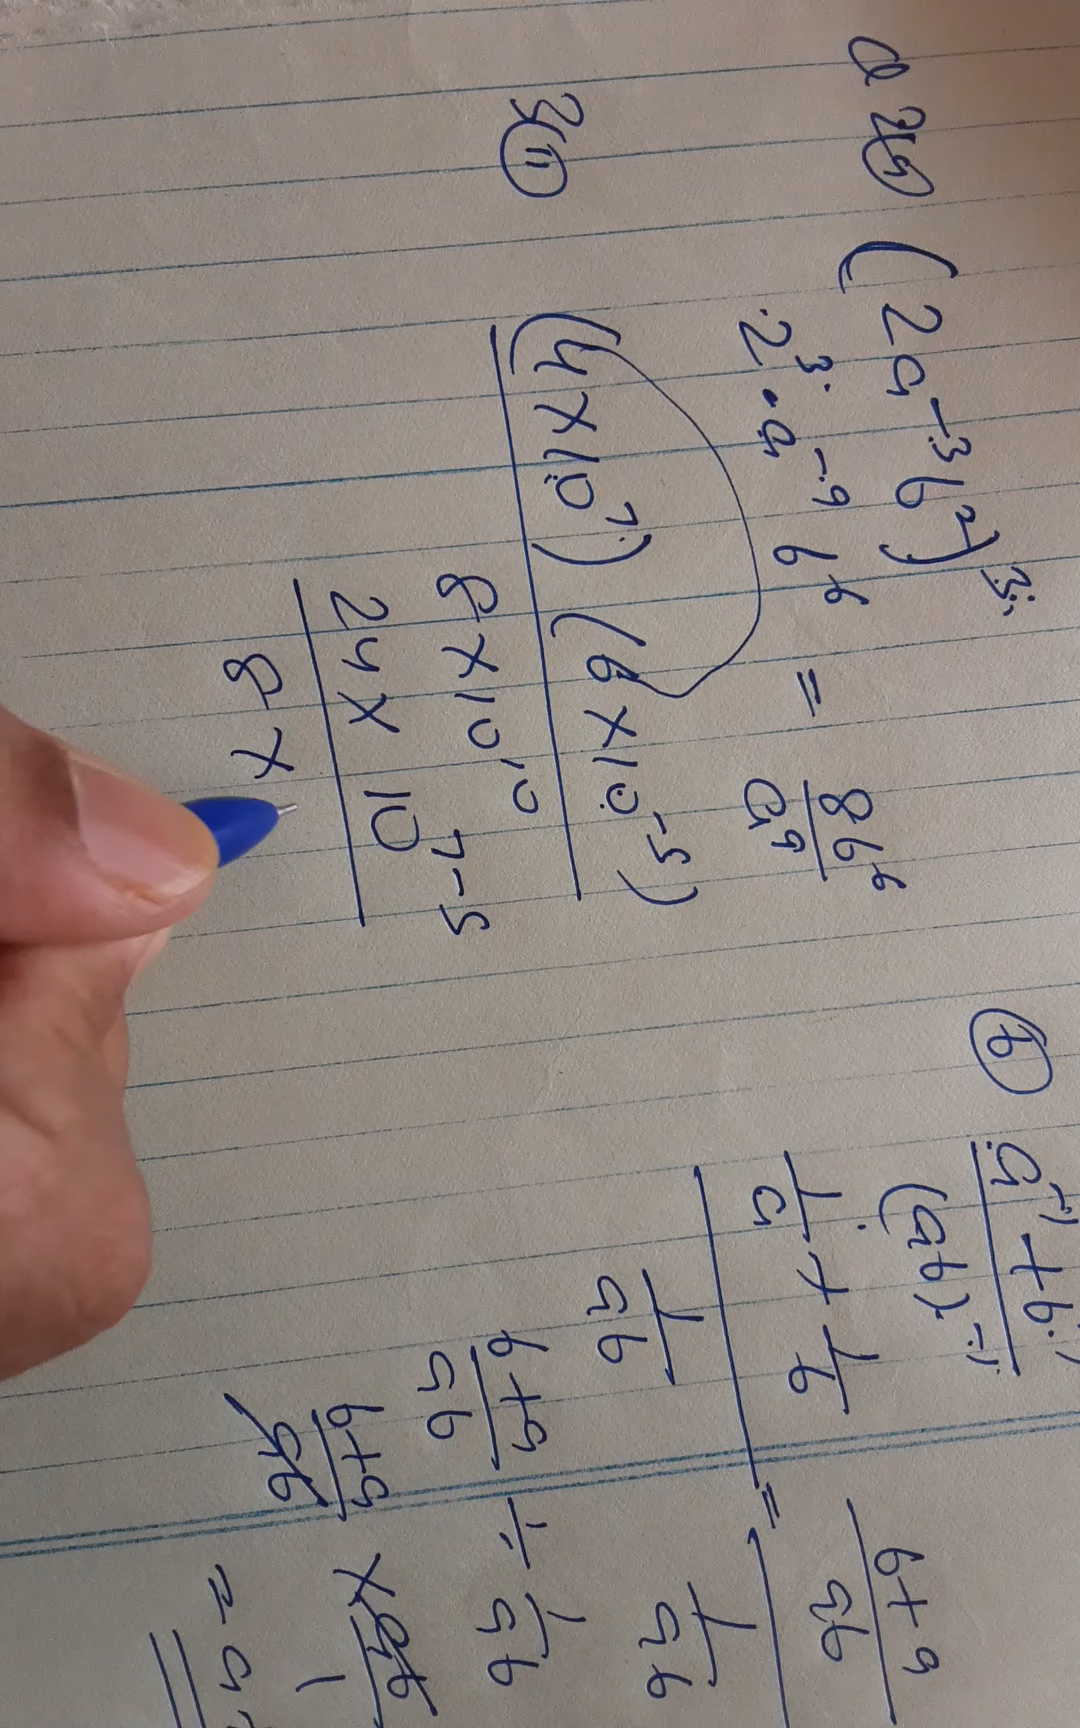 Q 2(a) (2a⁻³b²)³
2³ · a⁻⁹ b⁶ = 8b⁶ / a⁹
3(ii) (4×10⁷)(6×10⁻⁵)
8×10¹⁰
24 × 10⁷⁻⁵
8 ×
(b) a⁻¹ + b⁻¹
(ab)⁻¹
1/a + 1/b = b+a / ab
1/ab 1/ab
b+a / ab ÷ 1/ab
b+a / ab × ab / 1
= a+